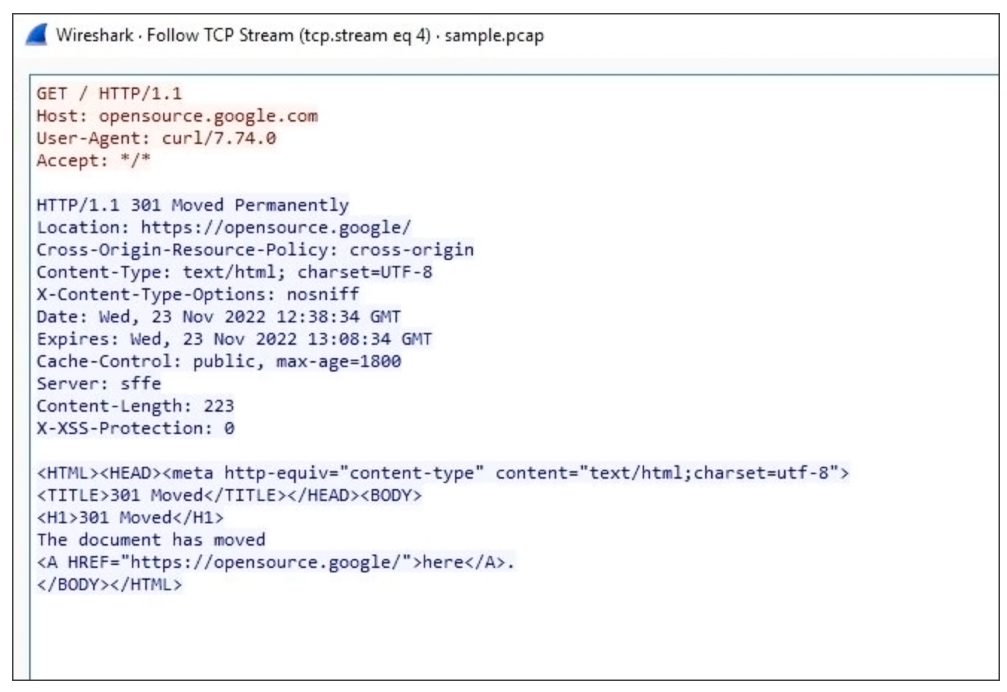 Wireshark · Follow TCP Stream (tcp.stream eq 4) · sample.pcap
GET / HTTP/1.1
Host: opensource.google.com
User-Agent: curl/7.74.0
Accept: */*
HTTP/1.1 301 Moved Permanently
Location: https://opensource.google/
Cross-Origin-Resource-Policy: cross-origin
Content-Type: text/html; charset=UTF-8
X-Content-Type-Options: nosniff
Date: Wed, 23 Nov 2022 12:38:34 GMT
Expires: Wed, 23 Nov 2022 13:08:34 GMT
Cache-Control: public, max-age=1800
Server: sffe
Content-Length: 223
X-XSS-Protection: 0
<HTML><HEAD><meta http-equiv="content-type" content="text/html;charset=utf-8">
<TITLE>301 Moved</TITLE></HEAD><BODY>
<H1>301 Moved</H1>
The document has moved
<A HREF="https://opensource.google/">here</A>.
</BODY></HTML>